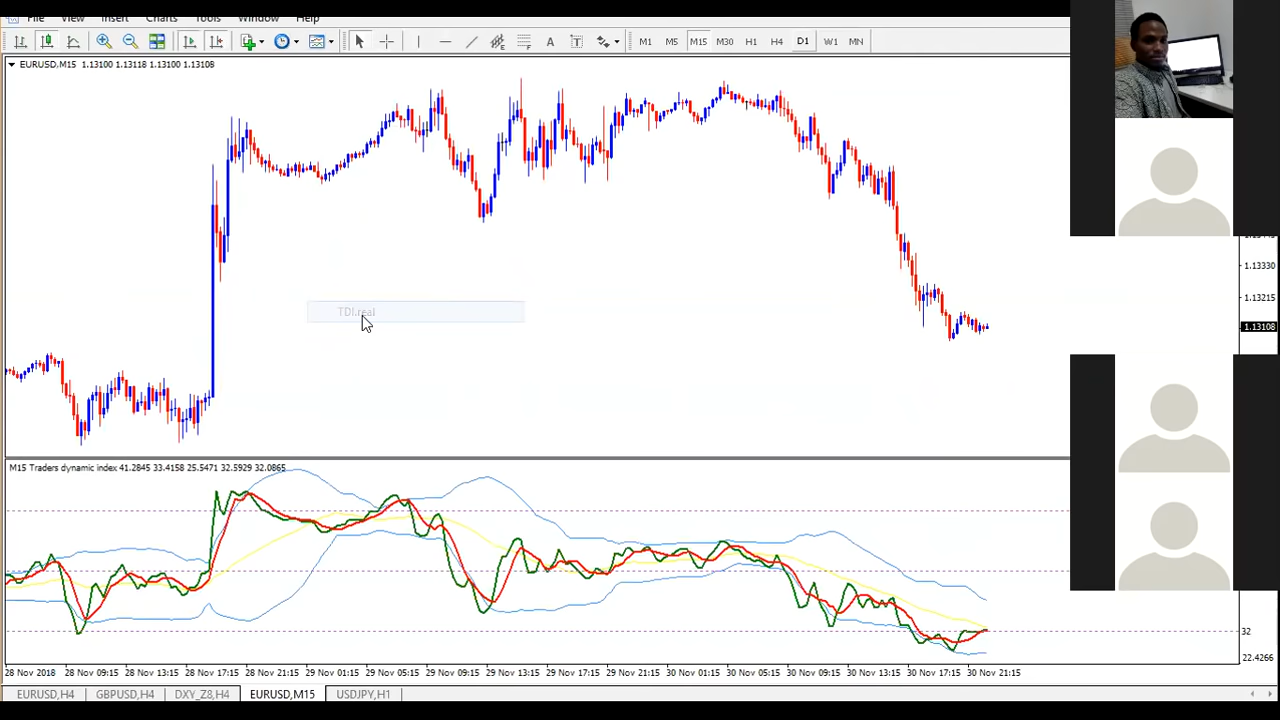 File View Insert Charts Tools Window Help
M1 M5 M15 M30 H1 H4 D1 W1 MN
EURUSD,M15 1.13100 1.13118 1.13100 1.13108
1.13330
1.13215
1.13108
TDI.real
M15 Traders dynamic index 41.2845 33.4158 25.5471 32.5929 32.0865
32
22.4266
28 Nov 2018 28 Nov 09:15 28 Nov 13:15 28 Nov 17:15 28 Nov 21:15 29 Nov 01:15 29 Nov 05:15 29 Nov 09:15 29 Nov 13:15 29 Nov 17:15 29 Nov 21:15 30 Nov 01:15 30 Nov 05:15 30 Nov 09:15 30 Nov 13:15 30 Nov 17:15 30 Nov 21:15
EURUSD,H4 GBPUSD,H4 DXY_Z8,H4 EURUSD,M15 USDJPY,H1